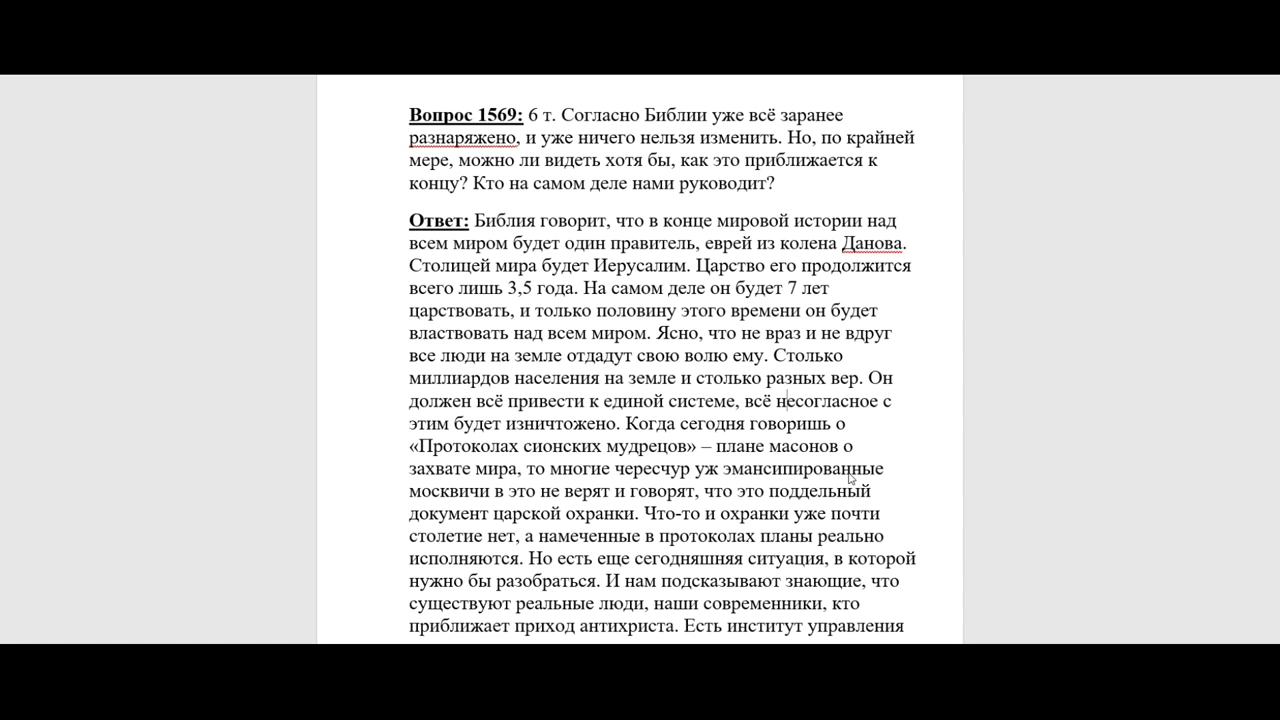 Вопрос 1569: 6 т. Согласно Библии уже всё заранее
разнаряжено, и уже ничего нельзя изменить. Но, по крайней
мере, можно ли видеть хотя бы, как это приближается к
концу? Кто на самом деле нами руководит?
Ответ: Библия говорит, что в конце мировой истории над
всем миром будет один правитель, еврей из колена Данова.
Столицей мира будет Иерусалим. Царство его продолжится
всего лишь 3,5 года. На самом деле он будет 7 лет
царствовать, и только половину этого времени он будет
властвовать над всем миром. Ясно, что не враз и не вдруг
все люди на земле отдадут свою волю ему. Столько
миллиардов населения на земле и столько разных вер. Он
должен всё привести к единой системе, всё несогласное с
этим будет изничтожено. Когда сегодня говоришь о
«Протоколах сионских мудрецов» – плане масонов о
захвате мира, то многие чересчур уж эмансипированные
москвичи в это не верят и говорят, что это поддельный
документ царской охранки. Что-то и охранки уже почти
столетие нет, а намеченные в протоколах планы реально
исполняются. Но есть еще сегодняшняя ситуация, в которой
нужно бы разобраться. И нам подсказывают знающие, что
существуют реальные люди, наши современники, кто
приближает приход антихриста. Есть институт управления